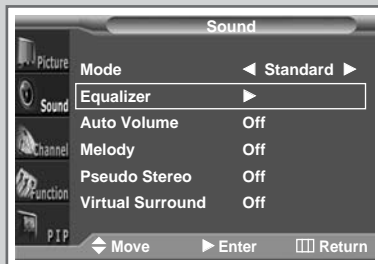 Sound
Picture
Mode ◀ Standard ▶
Equalizer ▶
Sound
Auto Volume Off
Channel
Melody Off
Pseudo Stereo Off
Function
Virtual Surround Off
PIP
Move ▶ Enter Return